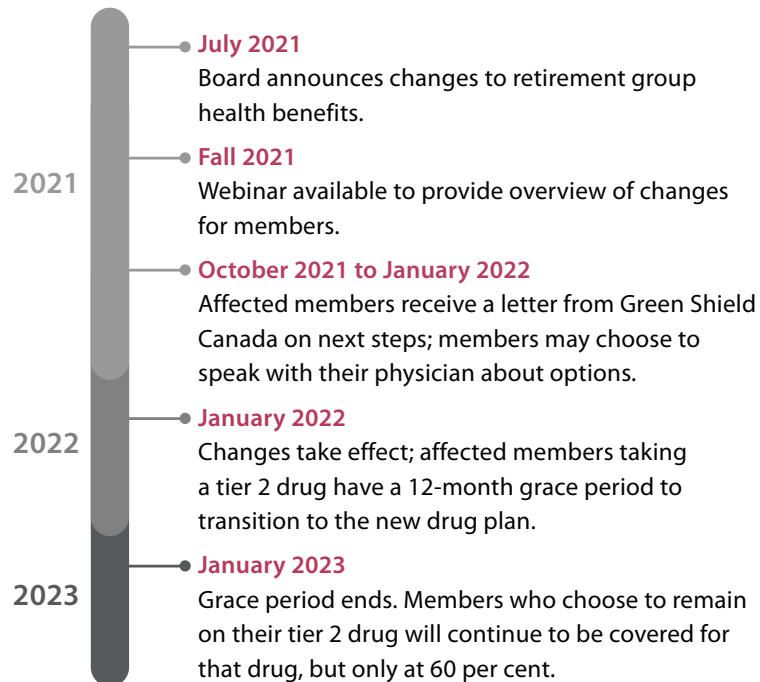 July 2021
Board announces changes to retirement group
health benefits.
2021
Fall 2021
Webinar available to provide overview of changes
for members.
October 2021 to January 2022
Affected members receive a letter from Green Shield
Canada on next steps; members may choose to
speak with their physician about options.
2022
January 2022
Changes take effect; affected members taking
a tier 2 drug have a 12-month grace period to
transition to the new drug plan.
2023
January 2023
Grace period ends. Members who choose to remain
on their tier 2 drug will continue to be covered for
that drug, but only at 60 per cent.